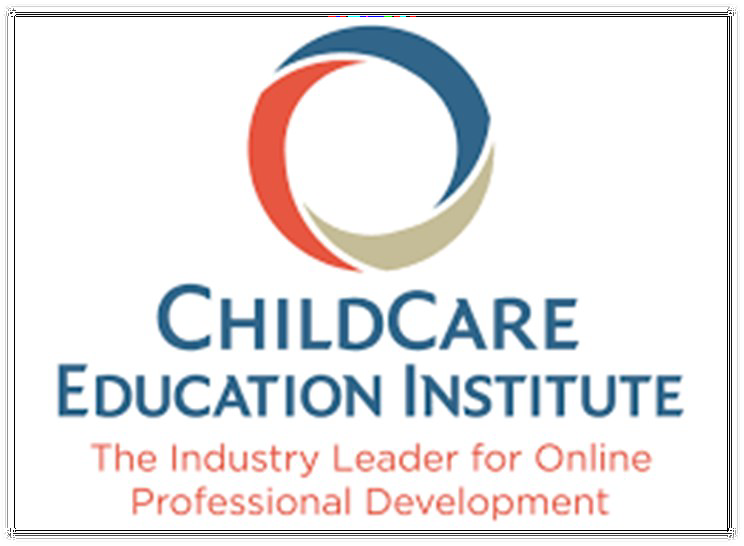 CHILDCARE
EDUCATION INSTITUTE
The Industry Leader for Online
Professional Development